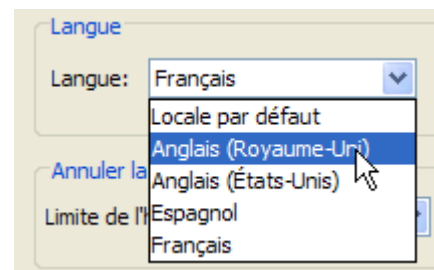 Langue
Langue: Français
Locale par défaut
Anglais (Royaume-Uni)
Annuler la
Anglais (États-Unis)
Limite de l'h
Espagnol
Français